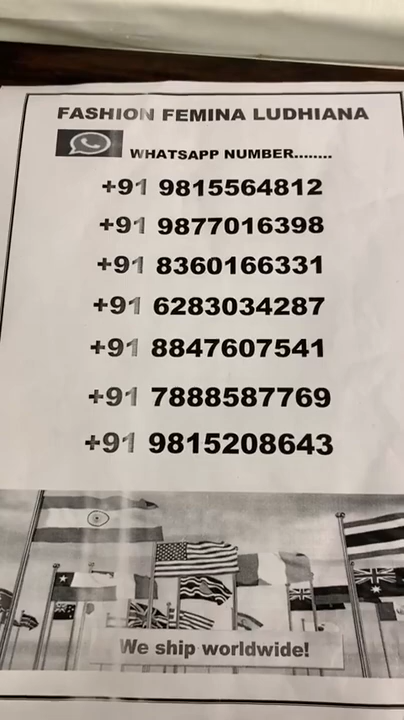 FASHION FEMINA LUDHIANA
WHATSAPP NUMBER........
+91 9815564812
+91 9877016398
+91 8360166331
+91 6283034287
+91 8847607541
+91 7888587769
+91 9815208643
We ship worldwide!